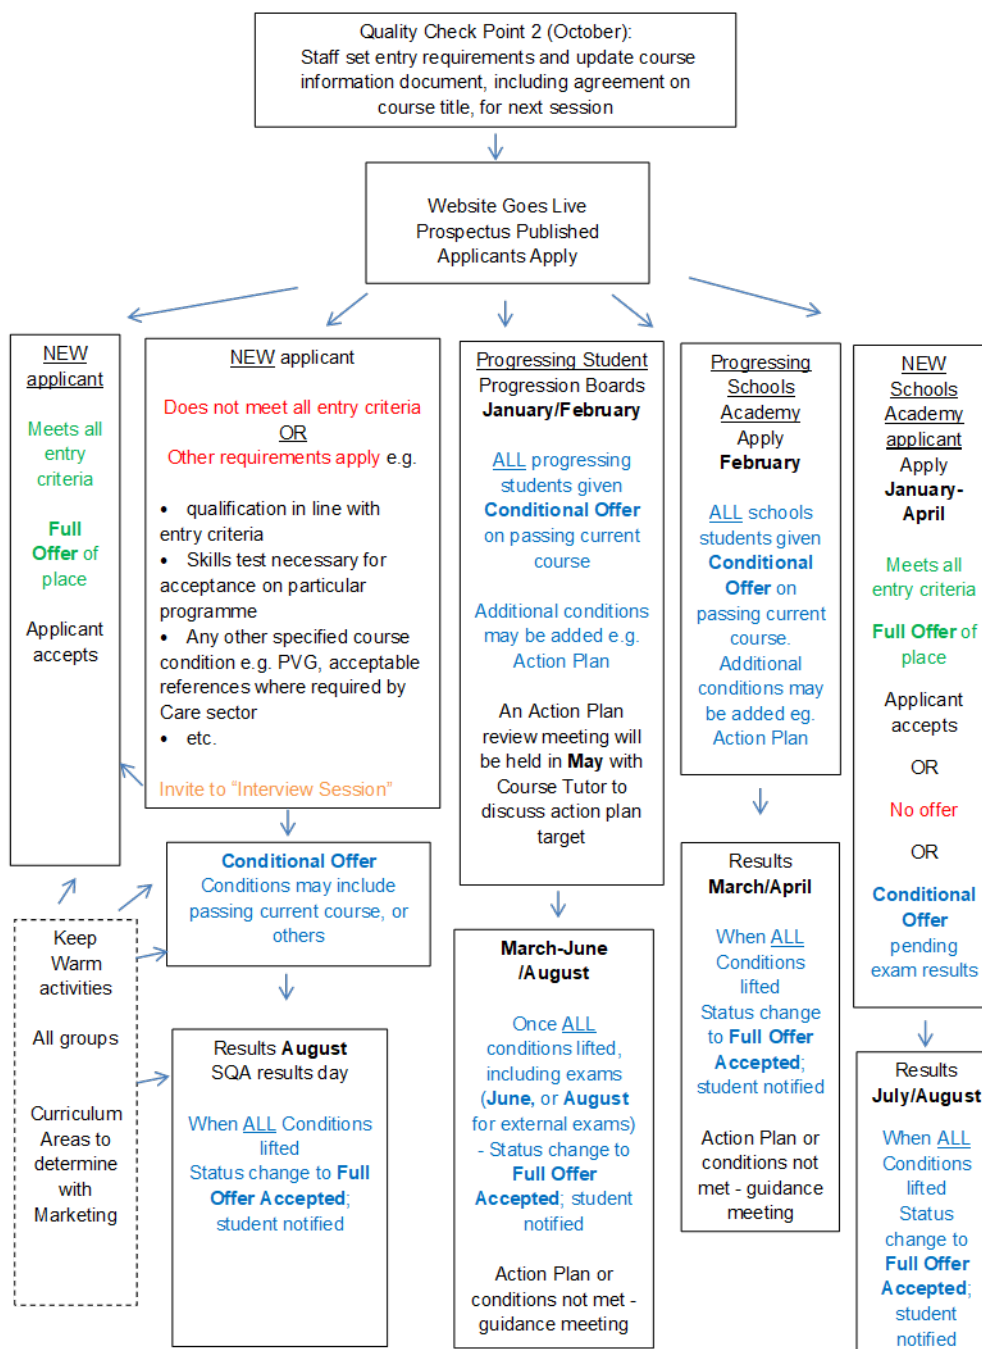 Quality Check Point 2 (October):
Staff set entry requirements and update course
information document, including agreement on
course title, for next session
Website Goes Live
Prospectus Published
Applicants Apply
NEW
applicant
Meets all
entry
criteria
Full
Offer of
place
Applicant
accepts
NEW applicant
Does not meet all entry criteria
OR
Other requirements apply e.g.
• qualification in line with
entry criteria
• Skills test necessary for
acceptance on particular
programme
• Any other specified course
condition e.g. PVG, acceptable
references where required by
Care sector
• etc.
Invite to “Interview Session”
Progressing Student
Progression Boards
January/February
ALL progressing
students given
Conditional Offer
on passing current
course
Additional conditions
may be added e.g.
Action Plan
An Action Plan
review meeting will
be held in May with
Course Tutor to
discuss action plan
target
Progressing
Schools
Academy
Apply
February
ALL schools
students given
Conditional
Offer on
passing current
course.
Additional
conditions may
be added eg.
Action Plan
NEW
Schools
Academy
applicant
Apply
January-
April
Meets all
entry criteria
Full Offer of
place
Applicant
accepts
OR
No offer
OR
Conditional
Offer
pending
exam results
Conditional Offer
Conditions may include
passing current course, or
others
Keep
Warm
activities
All groups
Curriculum
Areas to
determine
with
Marketing
Results August
SQA results day
When ALL Conditions
lifted
Status change to Full
Offer Accepted;
student notified
March-June
/August
Once ALL
conditions lifted,
including exams
(June, or August
for external exams)
- Status change to
Full Offer
Accepted; student
notified
Action Plan or
conditions not met -
guidance meeting
Results
March/April
When ALL
Conditions
lifted
Status change
to Full Offer
Accepted;
student notified
Action Plan or
conditions not
met - guidance
meeting
Results
July/August
When ALL
Conditions
lifted
Status
change to
Full Offer
Accepted;
student
notified